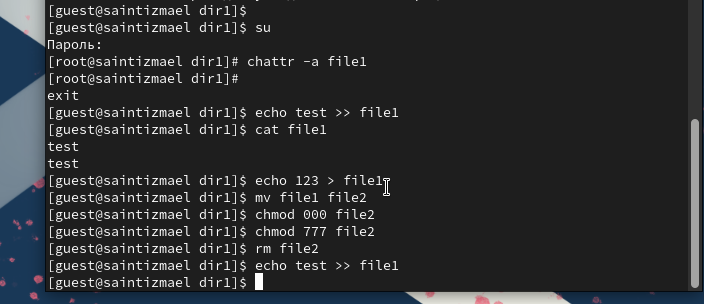 [guest@saintizmael dir1]$
[guest@saintizmael dir1]$ su
Пароль:
[root@saintizmael dir1]# chattr -a file1
[root@saintizmael dir1]#
exit
[guest@saintizmael dir1]$ echo test >> file1
[guest@saintizmael dir1]$ cat file1
test
test
[guest@saintizmael dir1]$ echo 123 > file1
[guest@saintizmael dir1]$ mv file1 file2
[guest@saintizmael dir1]$ chmod 000 file2
[guest@saintizmael dir1]$ chmod 777 file2
[guest@saintizmael dir1]$ rm file2
[guest@saintizmael dir1]$ echo test >> file1
[guest@saintizmael dir1]$